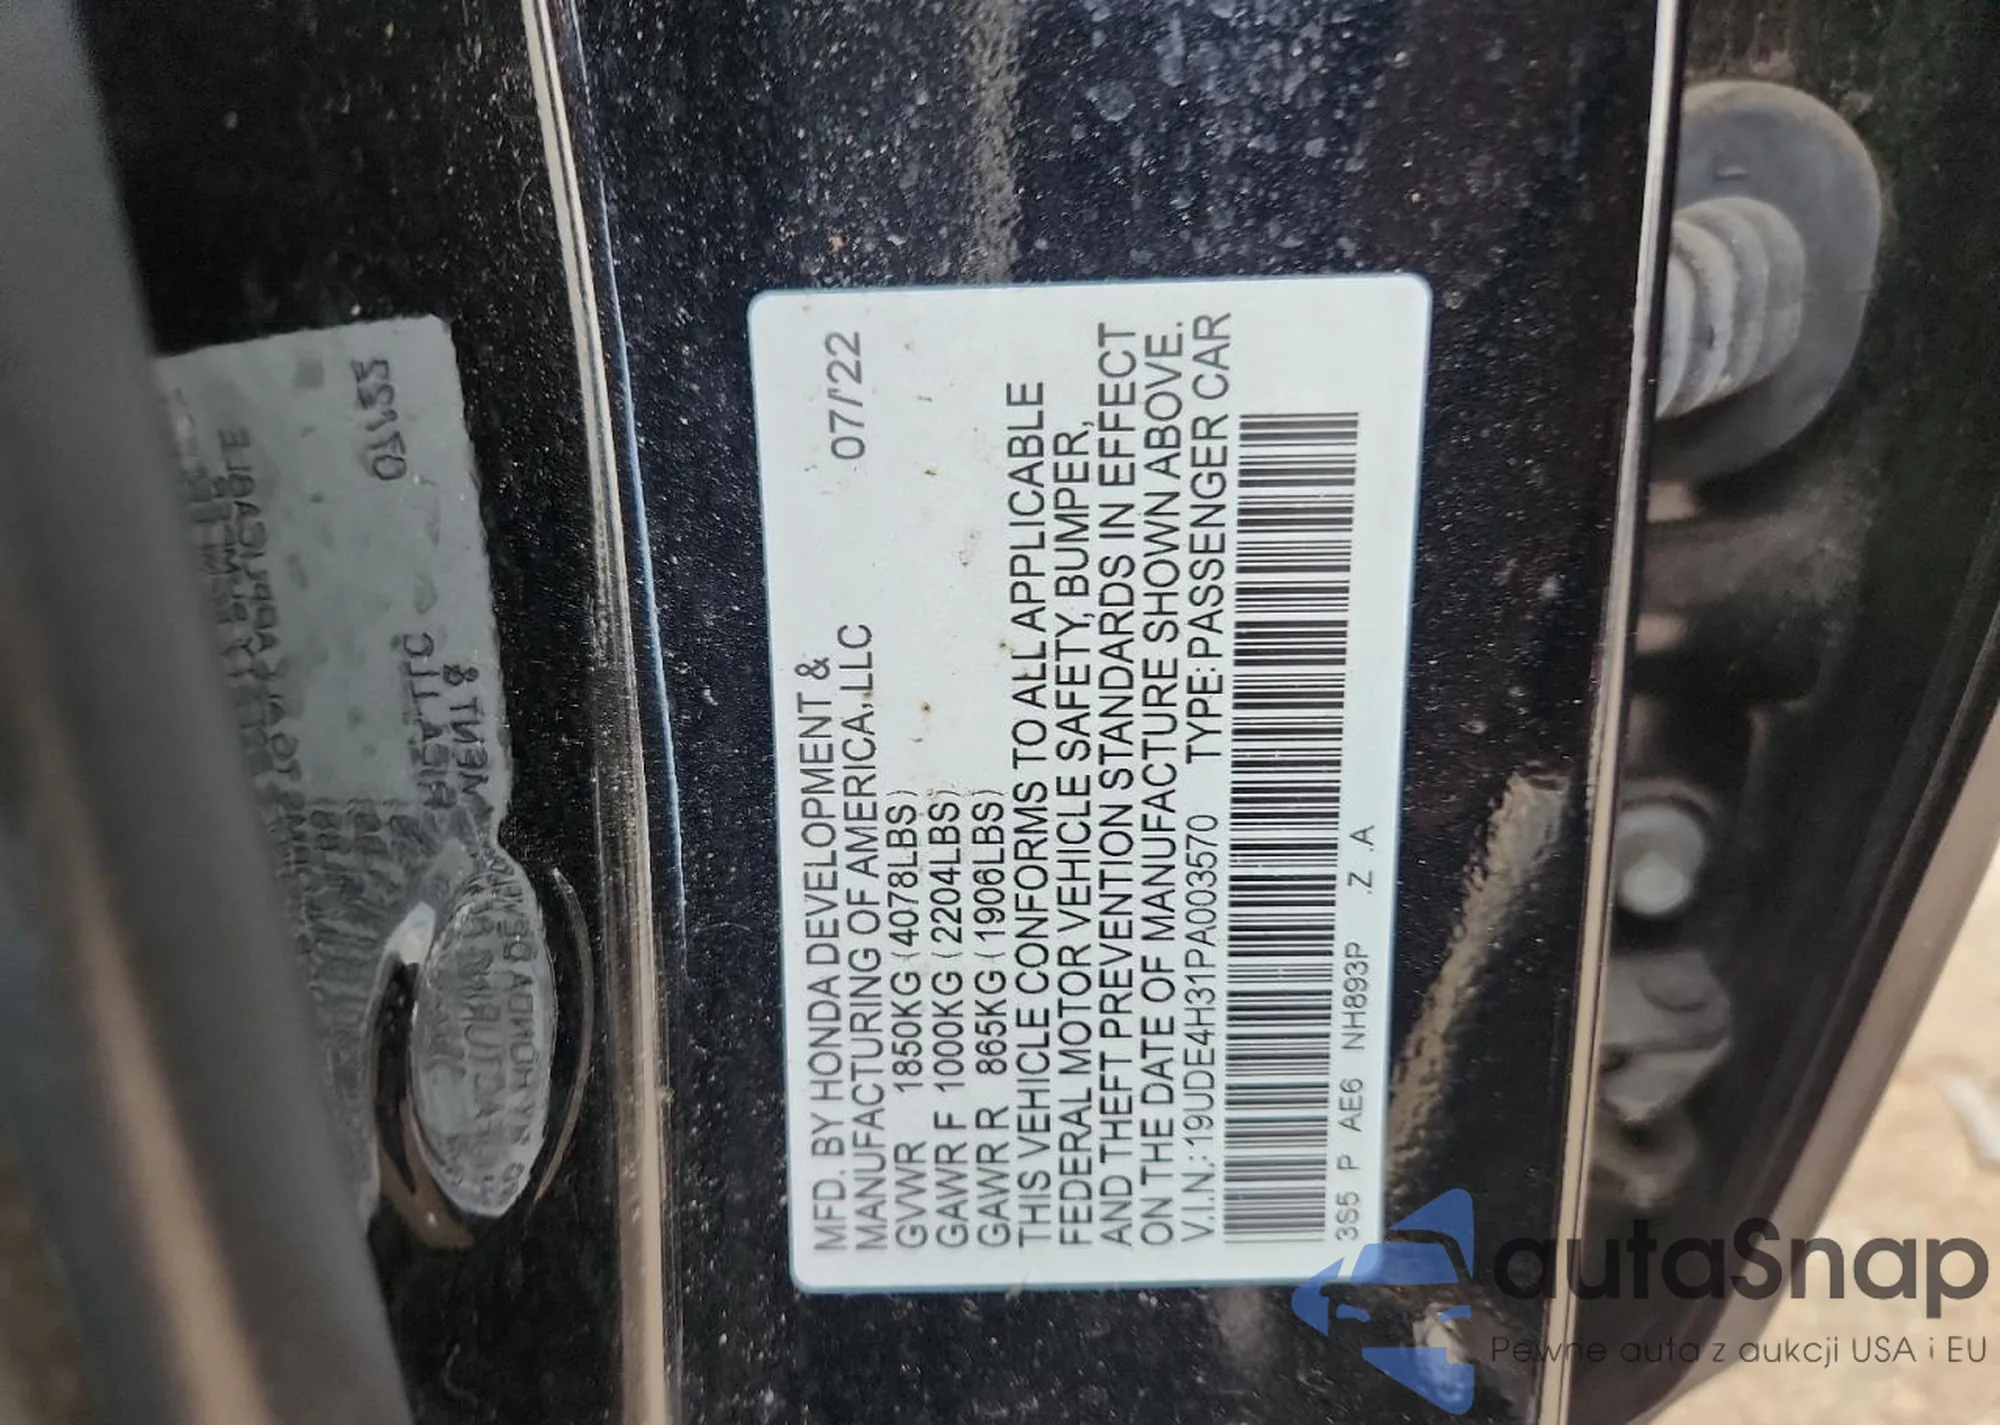 MFD. BY HONDA DEVELOPMENT &
MANUFACTURING OF AMERICA,LLC 07/'22
GVWR 1850KG (4078LBS)
GAWR F 1000KG (2204LBS)
GAWR R 865KG (1906LBS)
THIS VEHICLE CONFORMS TO ALL APPLICABLE
FEDERAL MOTOR VEHICLE SAFETY, BUMPER,
AND THEFT PREVENTION STANDARDS IN EFFECT
ON THE DATE OF MANUFACTURE SHOWN ABOVE.
V.I.N.:19UDE4H31PA003570 TYPE:PASSENGER CAR
3S5 P AE6 NH893P .Z .A
autaSnap
Pewne auta z aukcji USA i EU